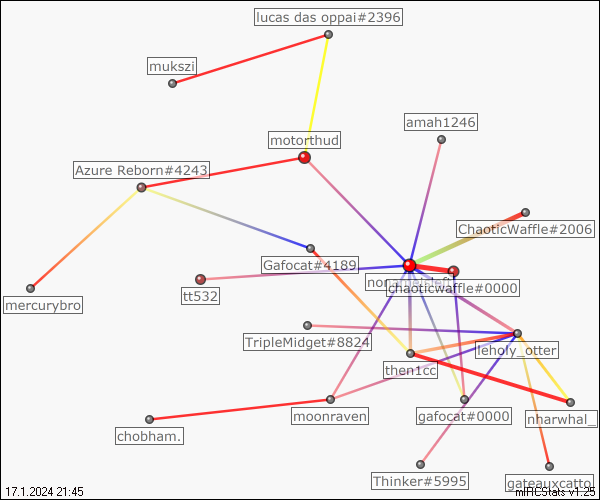 lucas das oppai#2396
mukszi
amah1246
motorthud
Azure Reborn#4243
ChaoticWaffle#2006
Gafocat#4189
tt532
chaoticwaffle#0000
mercurybro
TripleMidget#8824
leholy_otter
then1cc
moonraven
gafocat#0000
nharwhal_
chobham.
Thinker#5995
gateauxcatto
17.1.2024 21:45
mIRCStats v1.25